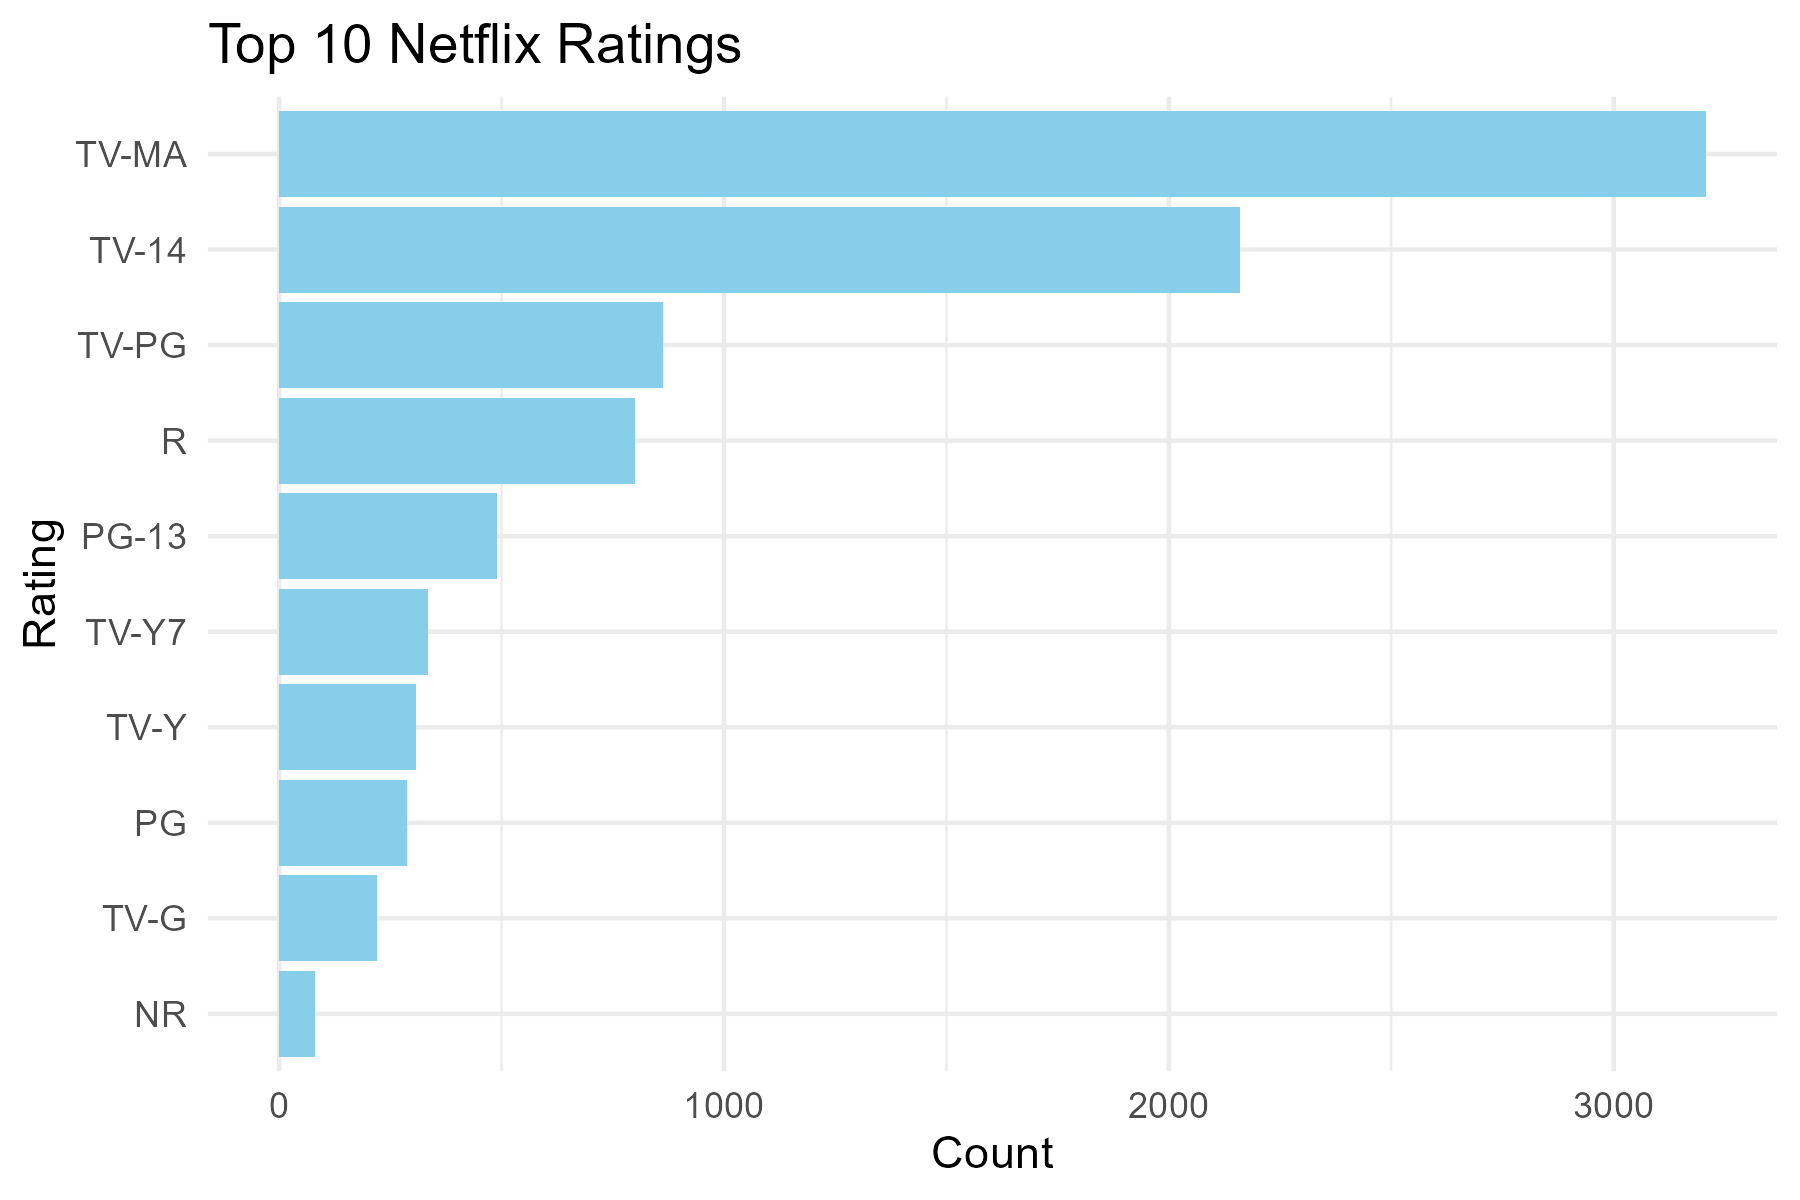 Top 10 Netflix Ratings
TV-MA
TV-14
TV-PG
R
PG-13
TV-Y7
TV-Y
PG
TV-G
NR
Rating
0 1000 2000 3000
Count